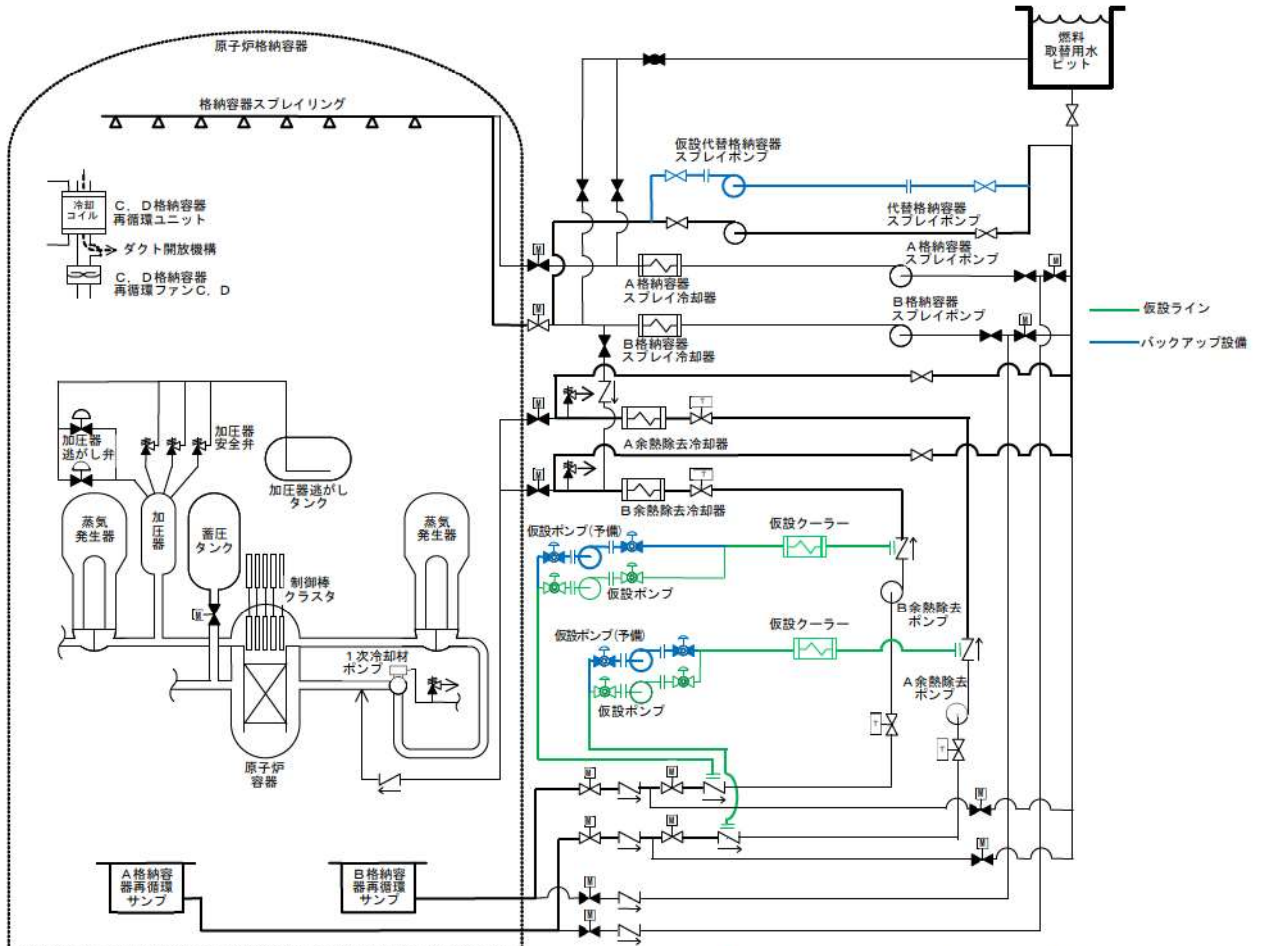 原子炉格納容器
燃料
取替用水
ピット
格納容器スプレイリング
仮設代替格納容器
スプレイポンプ
冷却
コイル
C．D格納容器
再循環ユニット
ダクト開放機構
C．D格納容器
再循環ファンC．D
代替格納容器
スプレイポンプ
A格納容器
スプレイポンプ
M
M
A格納容器
スプレイ冷却器
B格納容器
スプレイポンプ
M
M
B格納容器
スプレイ冷却器
仮設ライン
バックアップ設備
M
T
A余熱除去冷却器
M
T
B余熱除去冷却器
加圧器
逃がし弁
加圧器
安全弁
加圧器逃がし
タンク
蒸気
発生器
加
圧
器
蓄圧
タンク
蒸気
発生器
制御棒
クラスタ
M
1次冷却材
ポンプ
原子炉
容器
仮設ポンプ(予備)
仮設クーラー
仮設ポンプ
B余熱除去
ポンプ
仮設ポンプ(予備)
仮設クーラー
仮設ポンプ
A余熱除去
ポンプ
T
T
M
M
M
M
M
M
A格納容
器再循環
サンプ
B格納容
器再循環
サンプ
M
M